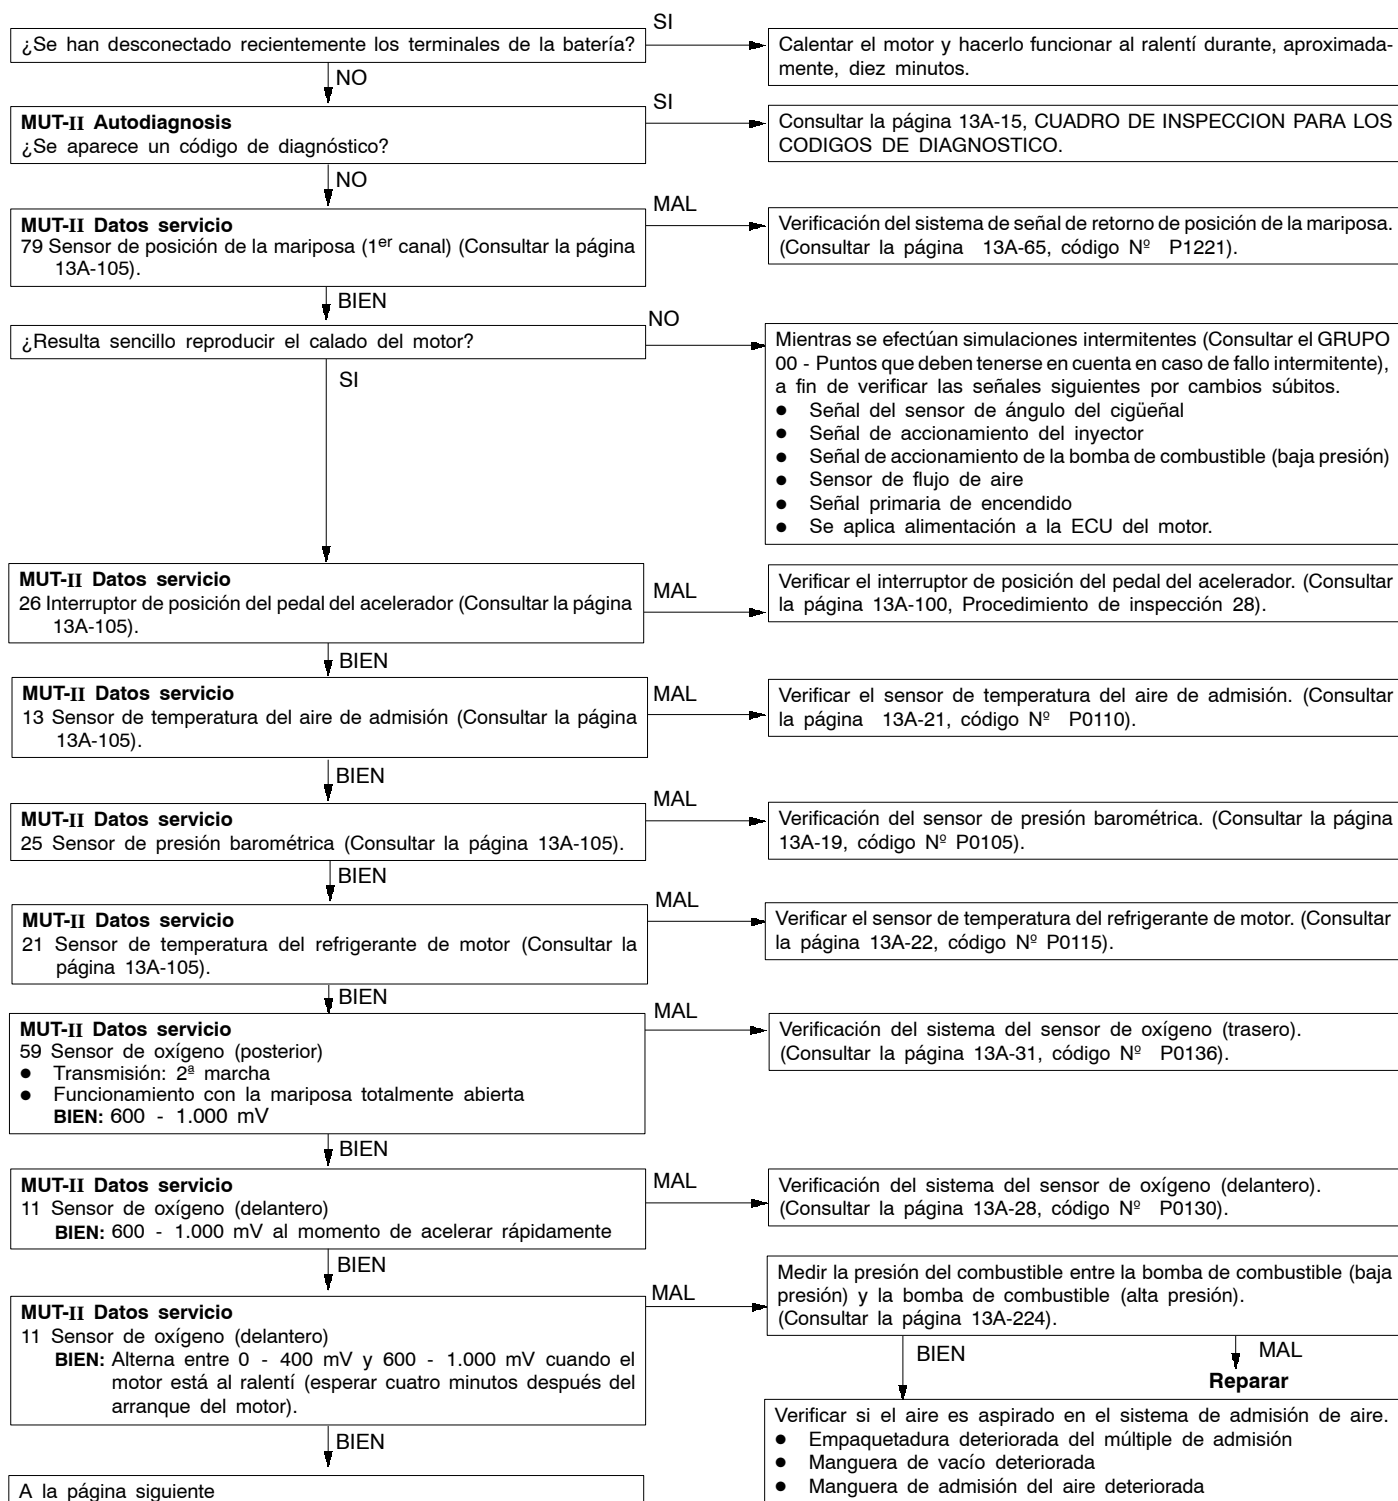 ¿Se han desconectado recientemente los terminales de la batería?
SI
Calentar el motor y hacerlo funcionar al ralentí durante, aproximada-
mente, diez minutos.
NO
MUT-II Autodiagnosis
¿Se aparece un código de diagnóstico?
SI
Consultar la página 13A-15, CUADRO DE INSPECCION PARA LOS
CODIGOS DE DIAGNOSTICO.
NO
MUT-II Datos servicio
79 Sensor de posición de la mariposa (1er canal) (Consultar la página
13A-105).
MAL
Verificación del sistema de señal de retorno de posición de la mariposa.
(Consultar la página 13A-65, código Nº P1221).
BIEN
¿Resulta sencillo reproducir el calado del motor?
NO
Mientras se efectúan simulaciones intermitentes (Consultar el GRUPO
00 - Puntos que deben tenerse en cuenta en caso de fallo intermitente),
a fin de verificar las señales siguientes por cambios súbitos.
● Señal del sensor de ángulo del cigüeñal
● Señal de accionamiento del inyector
● Señal de accionamiento de la bomba de combustible (baja presión)
● Sensor de flujo de aire
● Señal primaria de encendido
● Se aplica alimentación a la ECU del motor.
SI
MUT-II Datos servicio
26 Interruptor de posición del pedal del acelerador (Consultar la página
13A-105).
MAL
Verificar el interruptor de posición del pedal del acelerador. (Consultar
la página 13A-100, Procedimiento de inspección 28).
BIEN
MUT-II Datos servicio
13 Sensor de temperatura del aire de admisión (Consultar la página
13A-105).
MAL
Verificar el sensor de temperatura del aire de admisión. (Consultar
la página 13A-21, código Nº P0110).
BIEN
MUT-II Datos servicio
25 Sensor de presión barométrica (Consultar la página 13A-105).
MAL
Verificación del sensor de presión barométrica. (Consultar la página
13A-19, código Nº P0105).
BIEN
MUT-II Datos servicio
21 Sensor de temperatura del refrigerante de motor (Consultar la
página 13A-105).
MAL
Verificar el sensor de temperatura del refrigerante de motor. (Consultar
la página 13A-22, código Nº P0115).
BIEN
MUT-II Datos servicio
59 Sensor de oxígeno (posterior)
● Transmisión: 2ª marcha
● Funcionamiento con la mariposa totalmente abierta
BIEN: 600 - 1.000 mV
MAL
Verificación del sistema del sensor de oxígeno (trasero).
(Consultar la página 13A-31, código Nº P0136).
BIEN
MUT-II Datos servicio
11 Sensor de oxígeno (delantero)
BIEN: 600 - 1.000 mV al momento de acelerar rápidamente
MAL
Verificación del sistema del sensor de oxígeno (delantero).
(Consultar la página 13A-28, código Nº P0130).
BIEN
MUT-II Datos servicio
11 Sensor de oxígeno (delantero)
BIEN: Alterna entre 0 - 400 mV y 600 - 1.000 mV cuando el
motor está al ralentí (esperar cuatro minutos después del
arranque del motor).
MAL
Medir la presión del combustible entre la bomba de combustible (baja
presión) y la bomba de combustible (alta presión).
(Consultar la página 13A-224).
BIEN
MAL
Reparar
Verificar si el aire es aspirado en el sistema de admisión de aire.
● Empaquetadura deteriorada del múltiple de admisión
● Manguera de vacío deteriorada
● Manguera de admisión del aire deteriorada
BIEN
A la página siguiente